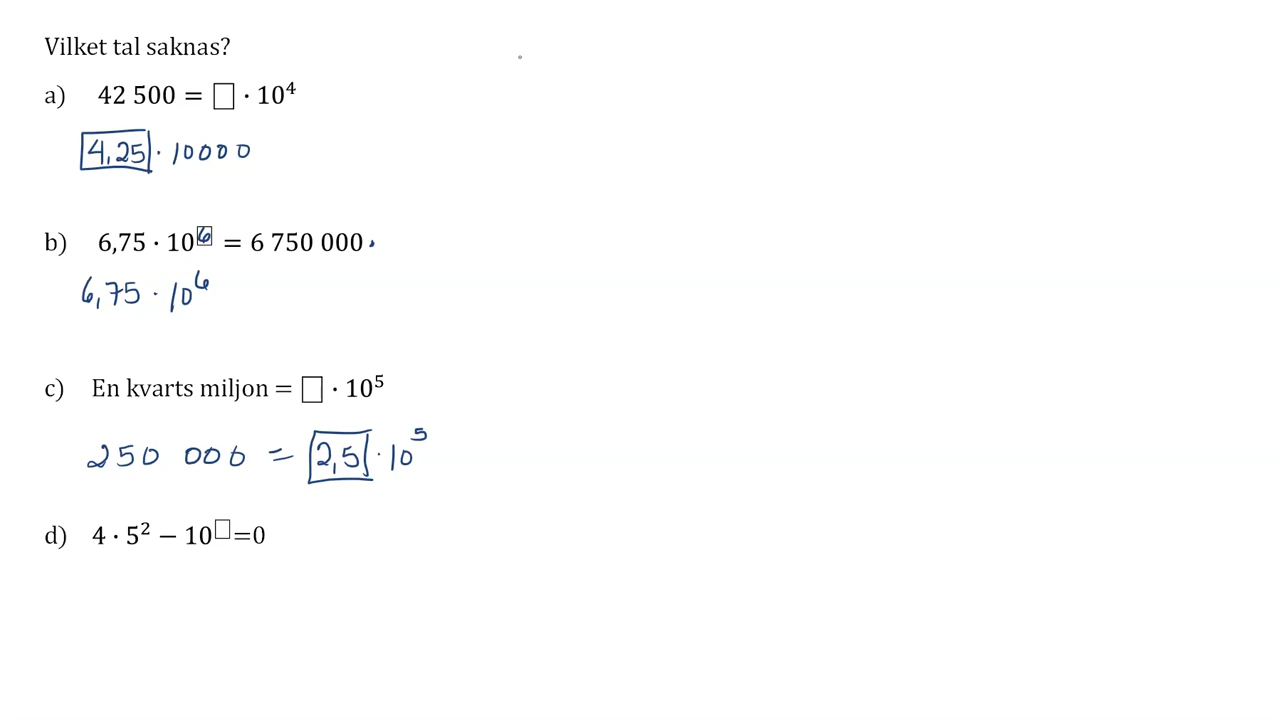 Vilket tal saknas?
a) 42 500 = □ · 10⁴
4,25 · 10000
b) 6,75 · 10⁶ = 6 750 000
6,75 · 10⁶
c) En kvarts miljon = □ · 10⁵
250 000 = 2,5 · 10⁵
d) 4 · 5² − 10^□=0